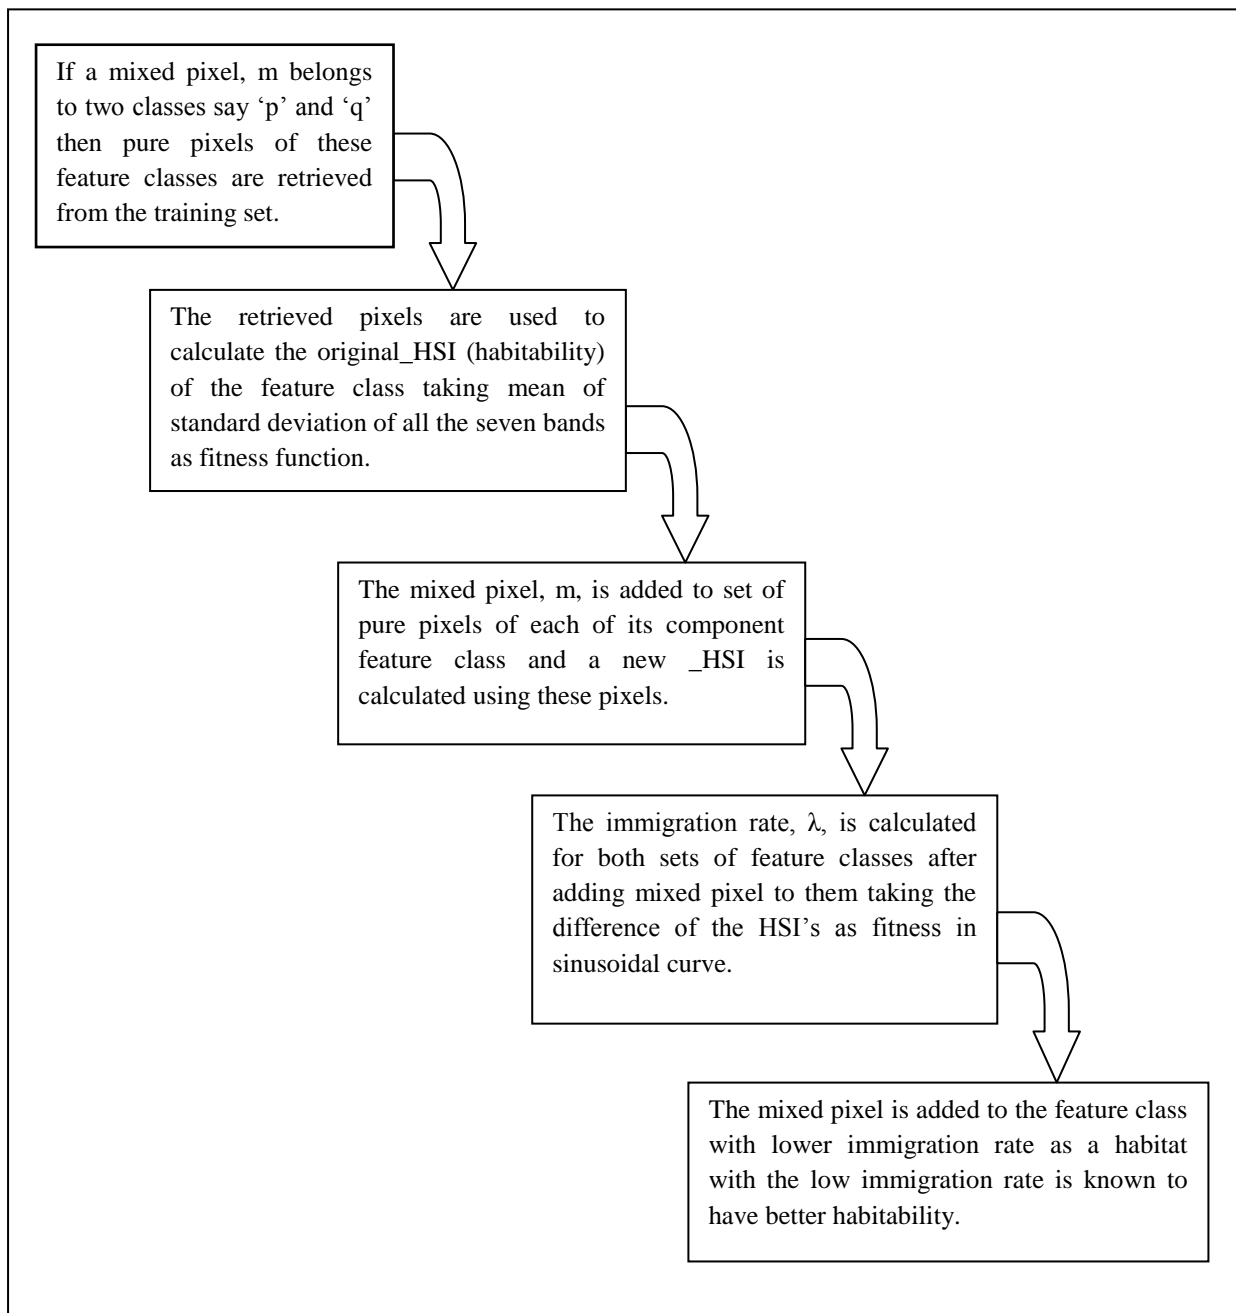 If a mixed pixel, m belongs
to two classes say ‘p’ and ‘q’
then pure pixels of these
feature classes are retrieved
from the training set.
The retrieved pixels are used to
calculate the original_HSI (habitability)
of the feature class taking mean of
standard deviation of all the seven bands
as fitness function.
The mixed pixel, m, is added to set of
pure pixels of each of its component
feature class and a new _HSI is
calculated using these pixels.
The immigration rate, λ, is calculated
for both sets of feature classes after
adding mixed pixel to them taking the
difference of the HSI’s as fitness in
sinusoidal curve.
The mixed pixel is added to the feature class
with lower immigration rate as a habitat
with the low immigration rate is known to
have better habitability.